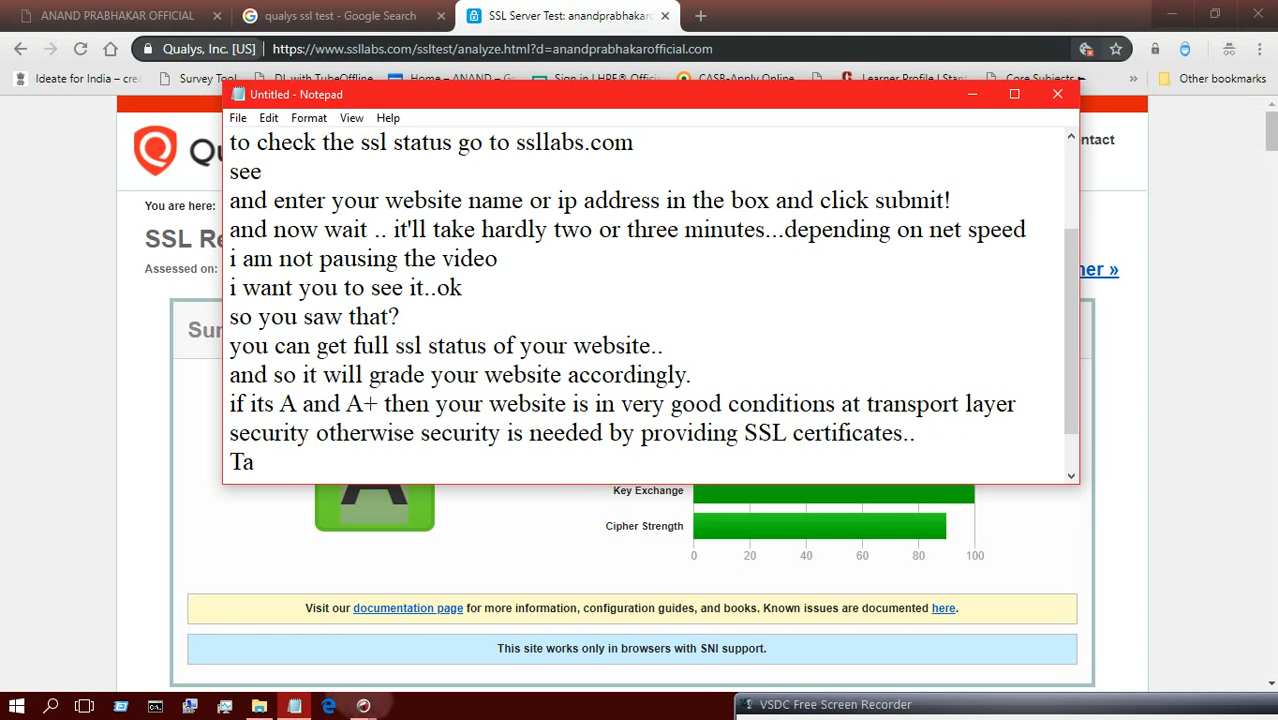 ANAND PRABHAKAR OFFICIAL
qualys ssl test - Google Search
SSL Server Test: anandprabhakar
Qualys, Inc. [US]
https://www.ssllabs.com/ssltest/analyze.html?d=anandprabhakarofficial.com
Ideate for India – cre
Survey Tool
DL with TubeOffline
Home – ANAND – G
Sign in | HPE® Offici
CASB-Apply Online
Learner Profile | Stan
Core Subjects
»
Other bookmarks
Untitled - Notepad
File Edit Format View Help
to check the ssl status go to ssllabs.com
see
and enter your website name or ip address in the box and click submit!
and now wait .. it'll take hardly two or three minutes...depending on net speed
i am not pausing the video
i want you to see it..ok
so you saw that?
you can get full ssl status of your website..
and so it will grade your website accordingly.
if its A and A+ then your website is in very good conditions at transport layer
security otherwise security is needed by providing SSL certificates..
Ta
Qu
ntact
You are here:
SSL Re
Assessed on:
her »
Sum
A
Key Exchange
Cipher Strength
0 20 40 60 80 100
Visit our documentation page for more information, configuration guides, and books. Known issues are documented here.
This site works only in browsers with SNI support.
VSDC Free Screen Recorder